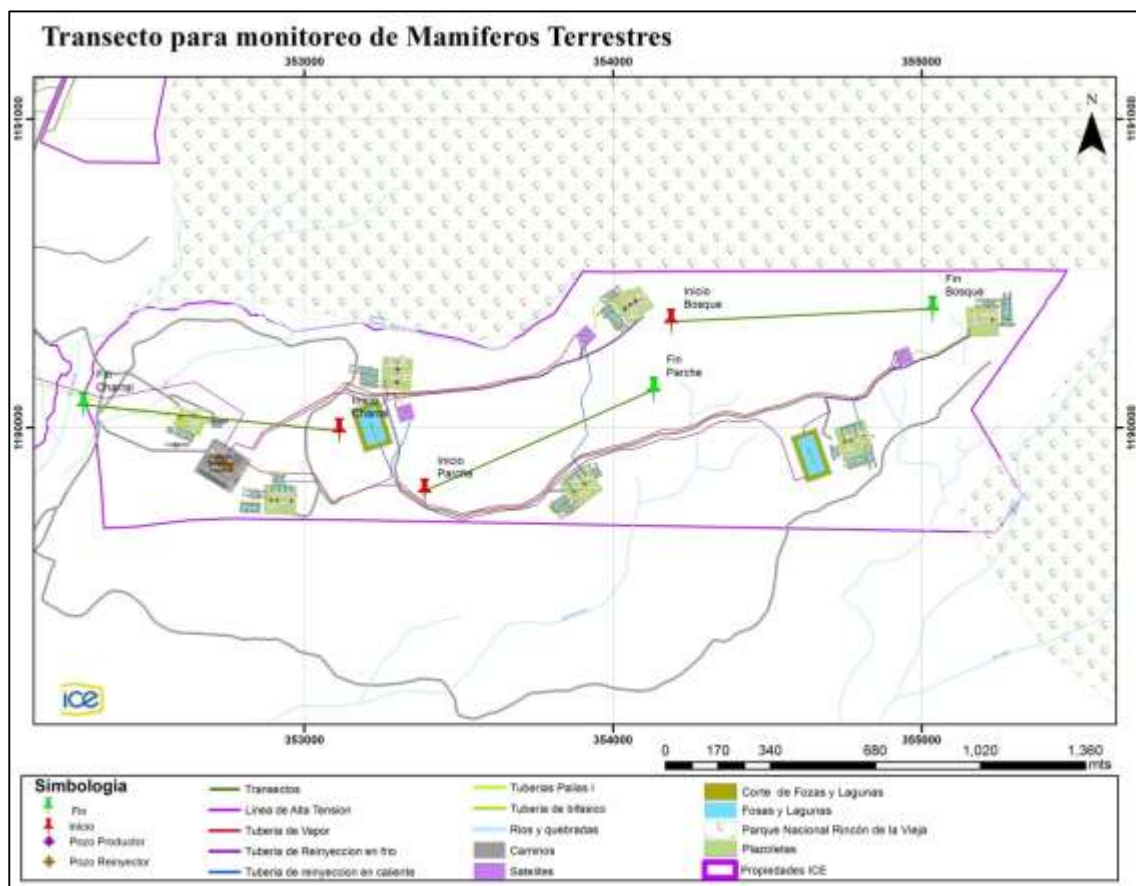 Transecto para monitoreo de Mamiferos Terrestres
353000
354000
355000
1191000
1191000
N
Fin
Bosque
Inicio
Bosque
Fin
Parche
Fin
Charral
Inicio
Charral
1190000
1190000
Inicio
Parche
ice
353000
354000
355000
0 170 340 680 1,020 1,360
mts
Simbologia
Fin
Início
Pozo Productor
Pozo Reinyector
Transectos
Linea de Alta Tension
Tuberia de Vapor
Tuberia de Reinyeccion en frio
Tuberia de reinyeccion en caliente
Tuberias Pailas I
Tuberia de bifasico
Rios y quebradas
Caminos
Satelites
Corte de Fozas y Lagunas
Fosas y Lagunas
Parque Nacional Rincón de la Vieja
Plazoletas
Propiedades ICE